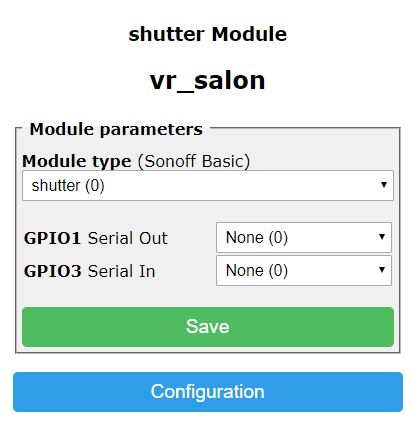 shutter Module
vr_salon
Module parameters
Module type (Sonoff Basic)
shutter (0)
GPIO1 Serial Out None (0)
GPIO3 Serial In None (0)
Save
Configuration